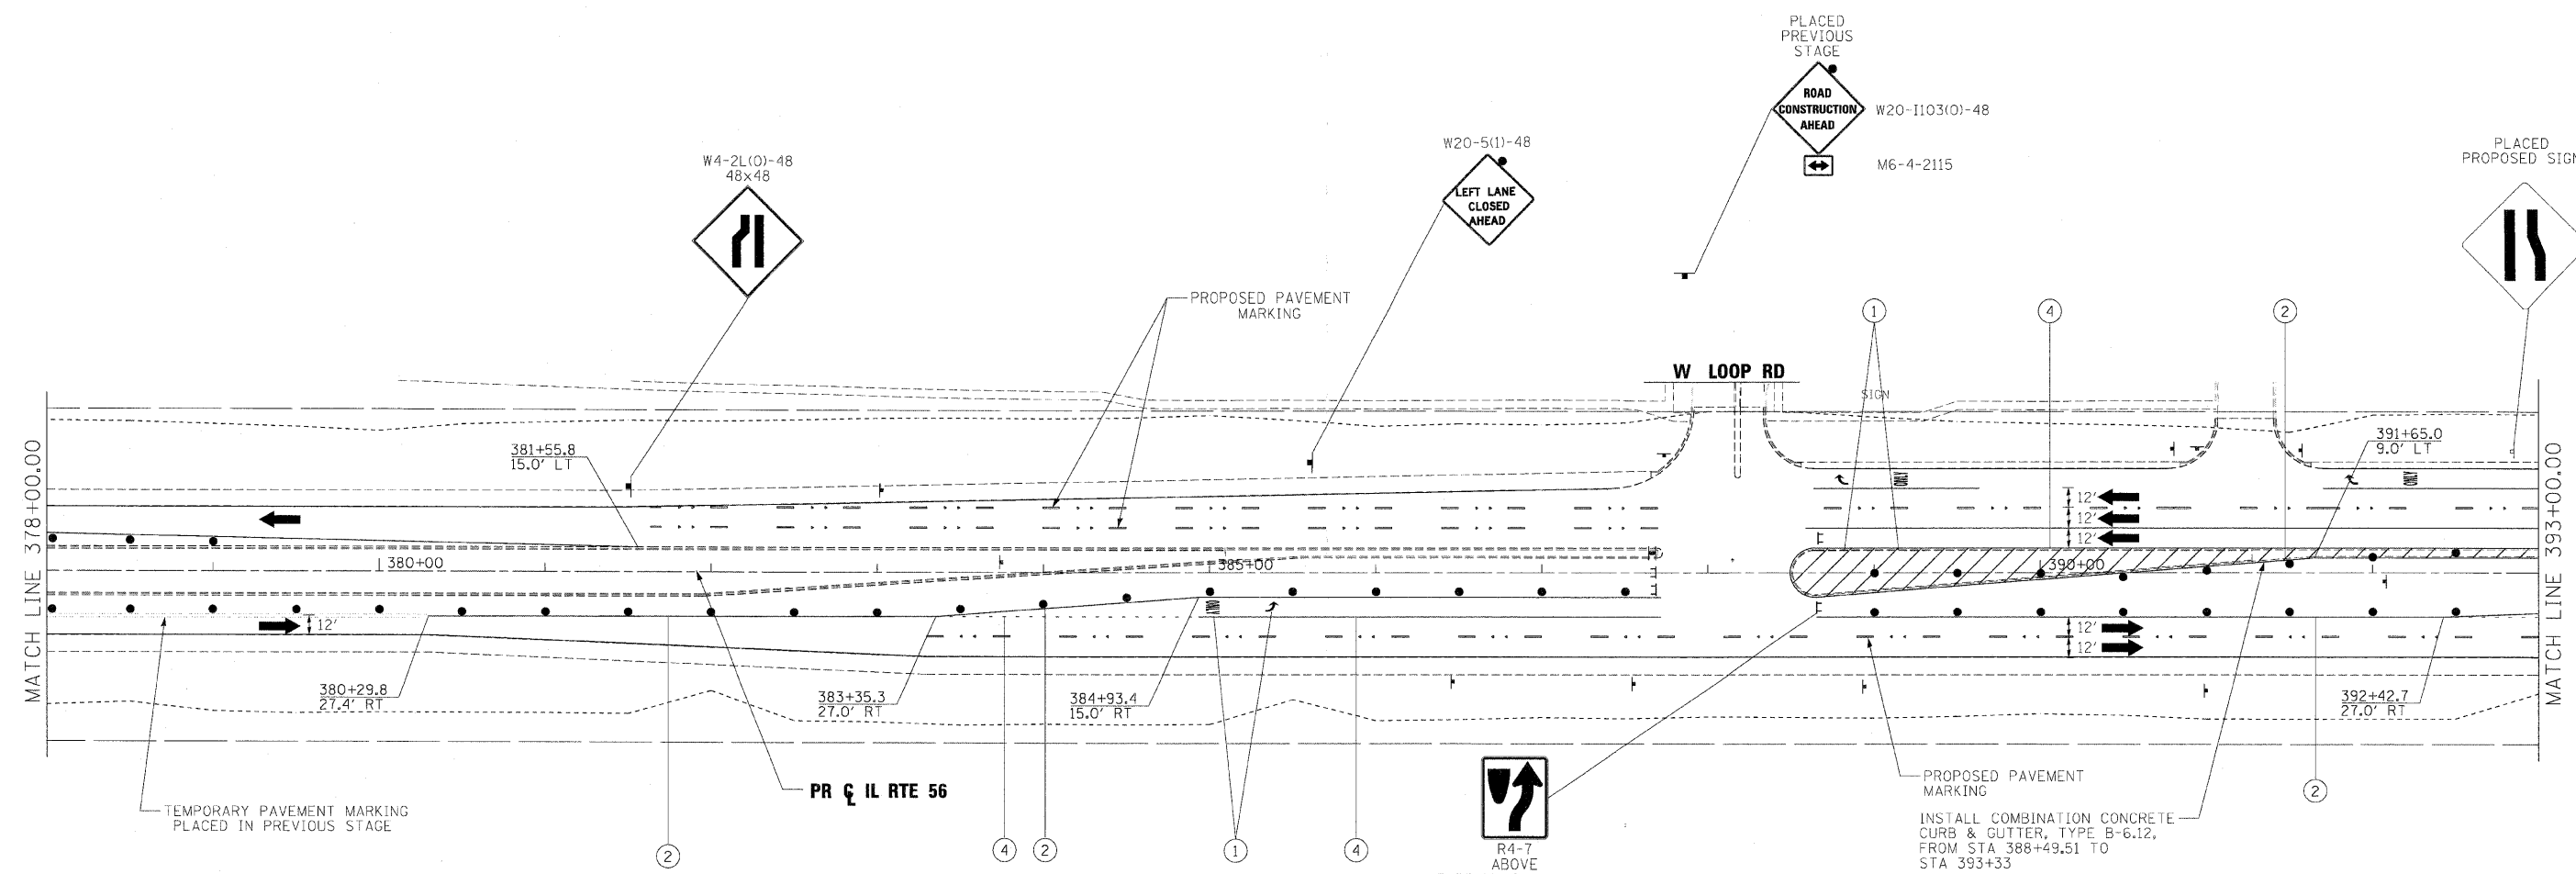 PLACED
PREVIOUS
STAGE
ROAD
CONSTRUCTION
AHEAD
W20-I103(O)-48
M6-4-2115
W4-2L(O)-48
48x48
W20-5(1)-48
LEFT LANE
CLOSED
AHEAD
PLACED
PROPOSED SIGN
PROPOSED PAVEMENT
MARKING
1
4
2
W LOOP RD
SIGN
381+55.8
15.0' LT
391+65.0
9.0' LT
ONLY
ONLY
12'
12'
12'
MATCH LINE 378+00.00
MATCH LINE 393+00.00
380+00
385+00
390+00
12'
ONLY
12'
12'
380+29.8
27.4' RT
383+35.3
27.0' RT
384+93.4
15.0' RT
392+42.7
27.0' RT
PR CL IL RTE 56
TEMPORARY PAVEMENT MARKING
PLACED IN PREVIOUS STAGE
PROPOSED PAVEMENT
MARKING
INSTALL COMBINATION CONCRETE
CURB & GUTTER, TYPE B-6.12,
FROM STA 388+49.51 TO
STA 393+33
2
4
2
1
4
2
R4-7
ABOVE